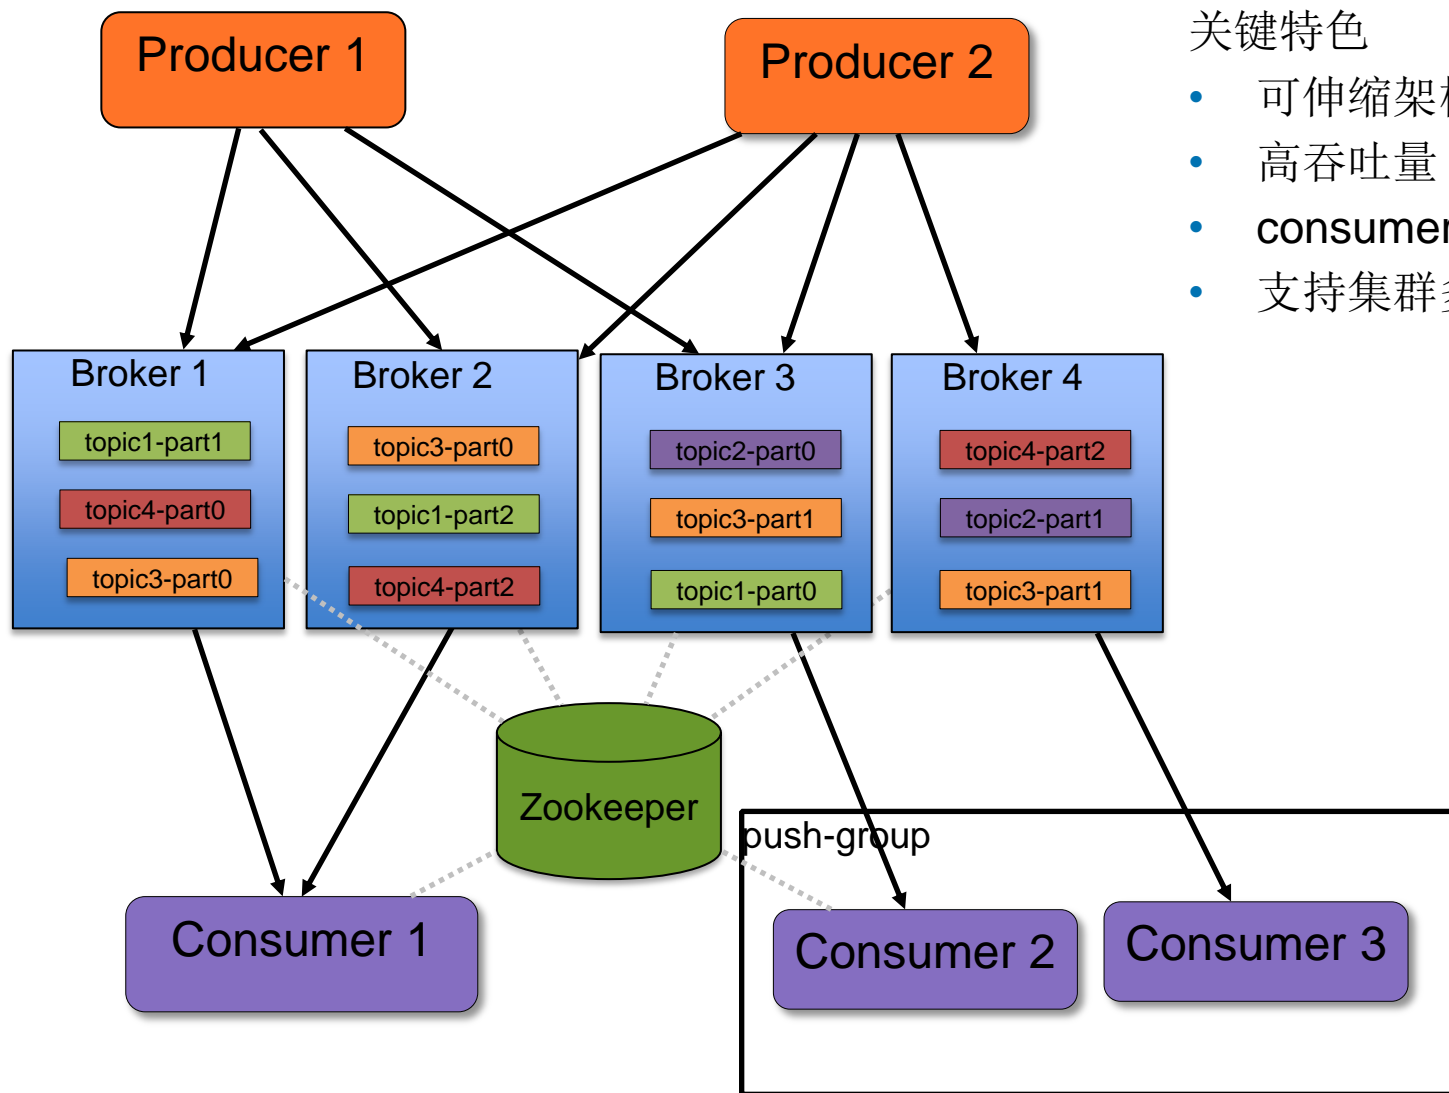 Producer 1
Producer 2
关键特色
• 可伸缩架
• 高吞吐量
• consumer
• 支持集群
Broker 1
topic1-part1
topic4-part0
topic3-part0
Broker 2
topic3-part0
topic1-part2
topic4-part2
Broker 3
topic2-part0
topic3-part1
topic1-part0
Broker 4
topic4-part2
topic2-part1
topic3-part1
Zookeeper
push-group
Consumer 1
Consumer 2
Consumer 3